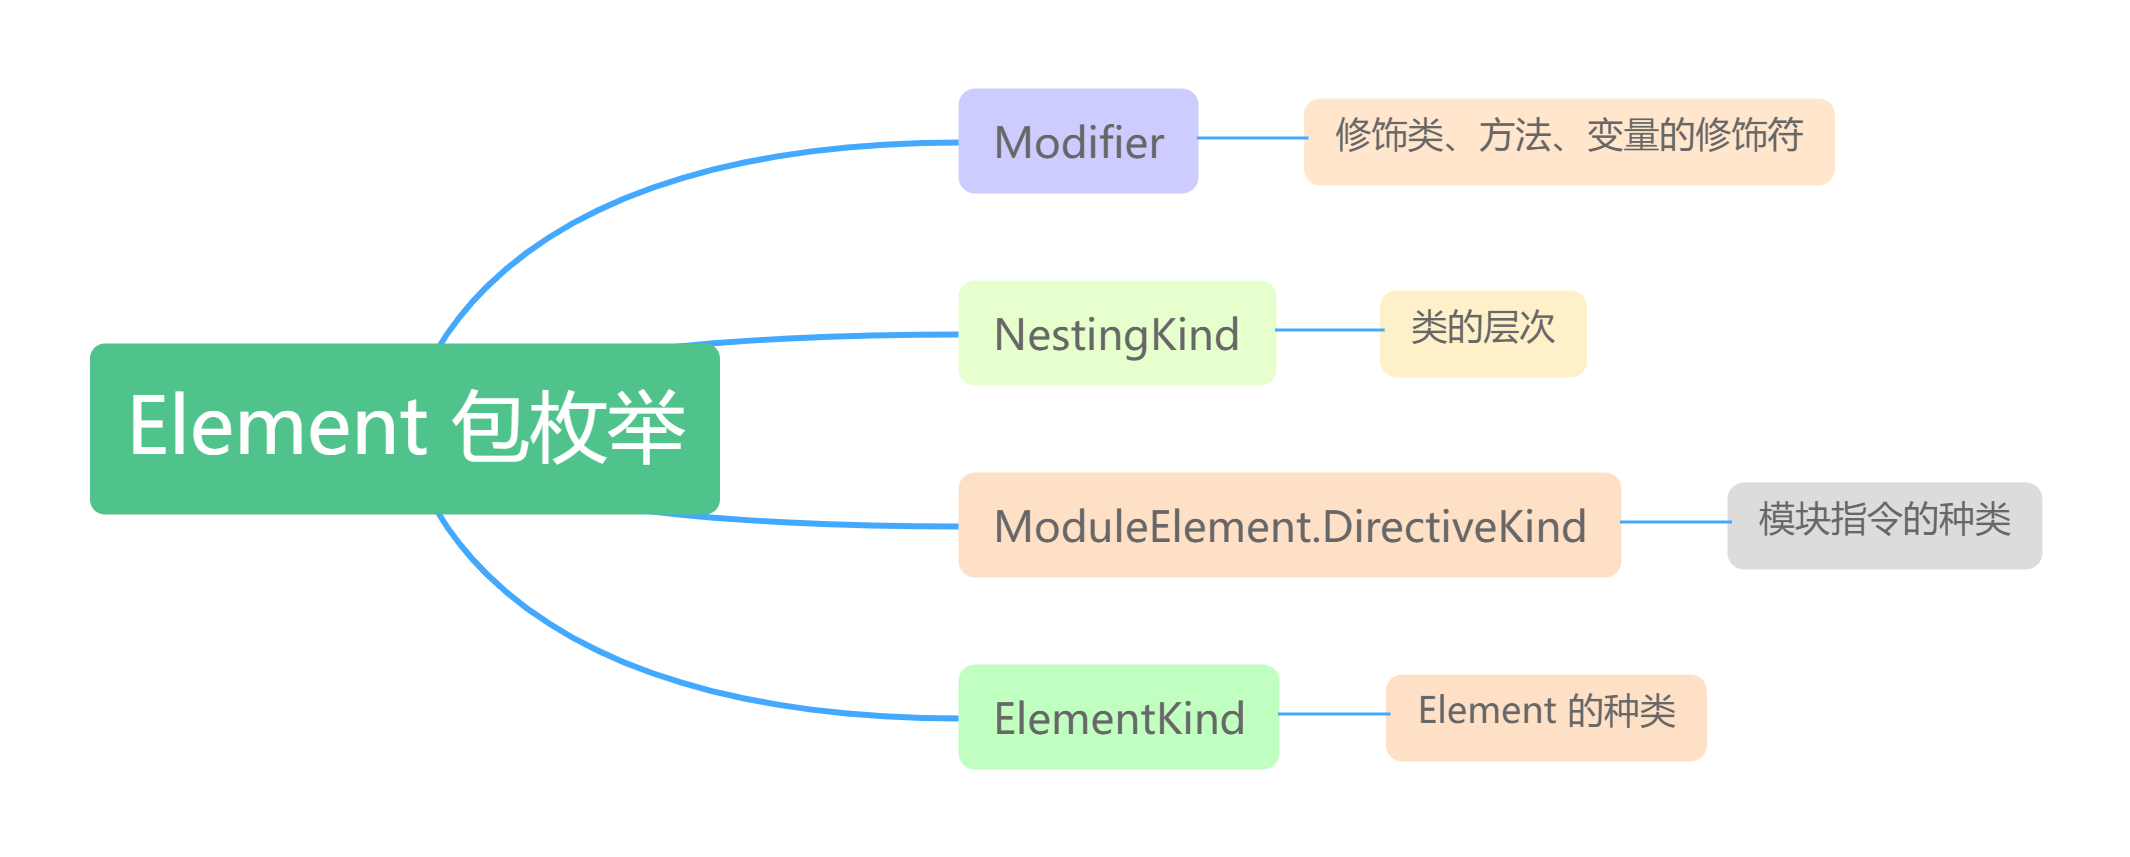 Element 包枚举
Modifier
修饰类、方法、变量的修饰符
NestingKind
类的层次
ModuleElement.DirectiveKind
模块指令的种类
ElementKind
Element 的种类